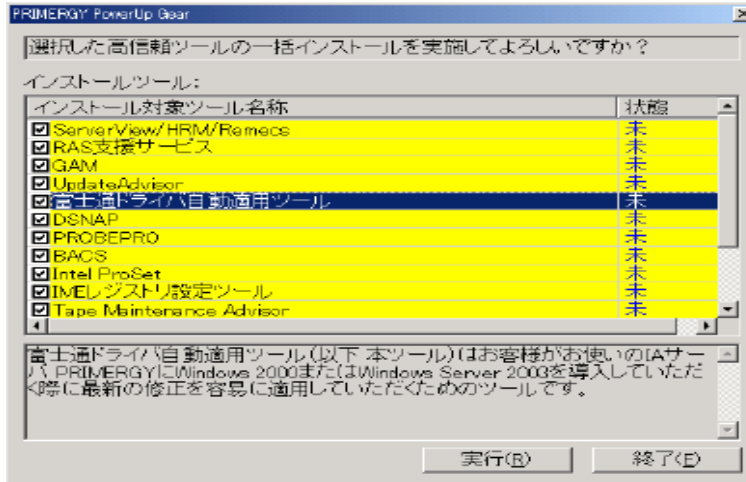 PRIMERGY PowerUp Gear
選択した高信頼ツールの一括インストールを実施してよろしいですか？
インストールツール：
インストール対象ツール名称 状態
ServerView/HRM/Remecs 未
RAS支援サービス 未
GAM 未
UpdateAdvisor 未
富士通ドライバ自動適用ツール 未
DSNAP 未
PROBEPRO 未
BACS 未
Intel ProSet 未
IMEレジストリ設定ツール 未
Tape Maintenance Advisor 未
富士通ドライバ自動適用ツール（以下 本ツール）はお客様がお使いのIAサー
バ PRIMERGYにWindows 2000またはWindows Server 2003を導入していただ
く際に最新の修正を容易に適用していただくためのツールです。
実行(R) 終了(E)